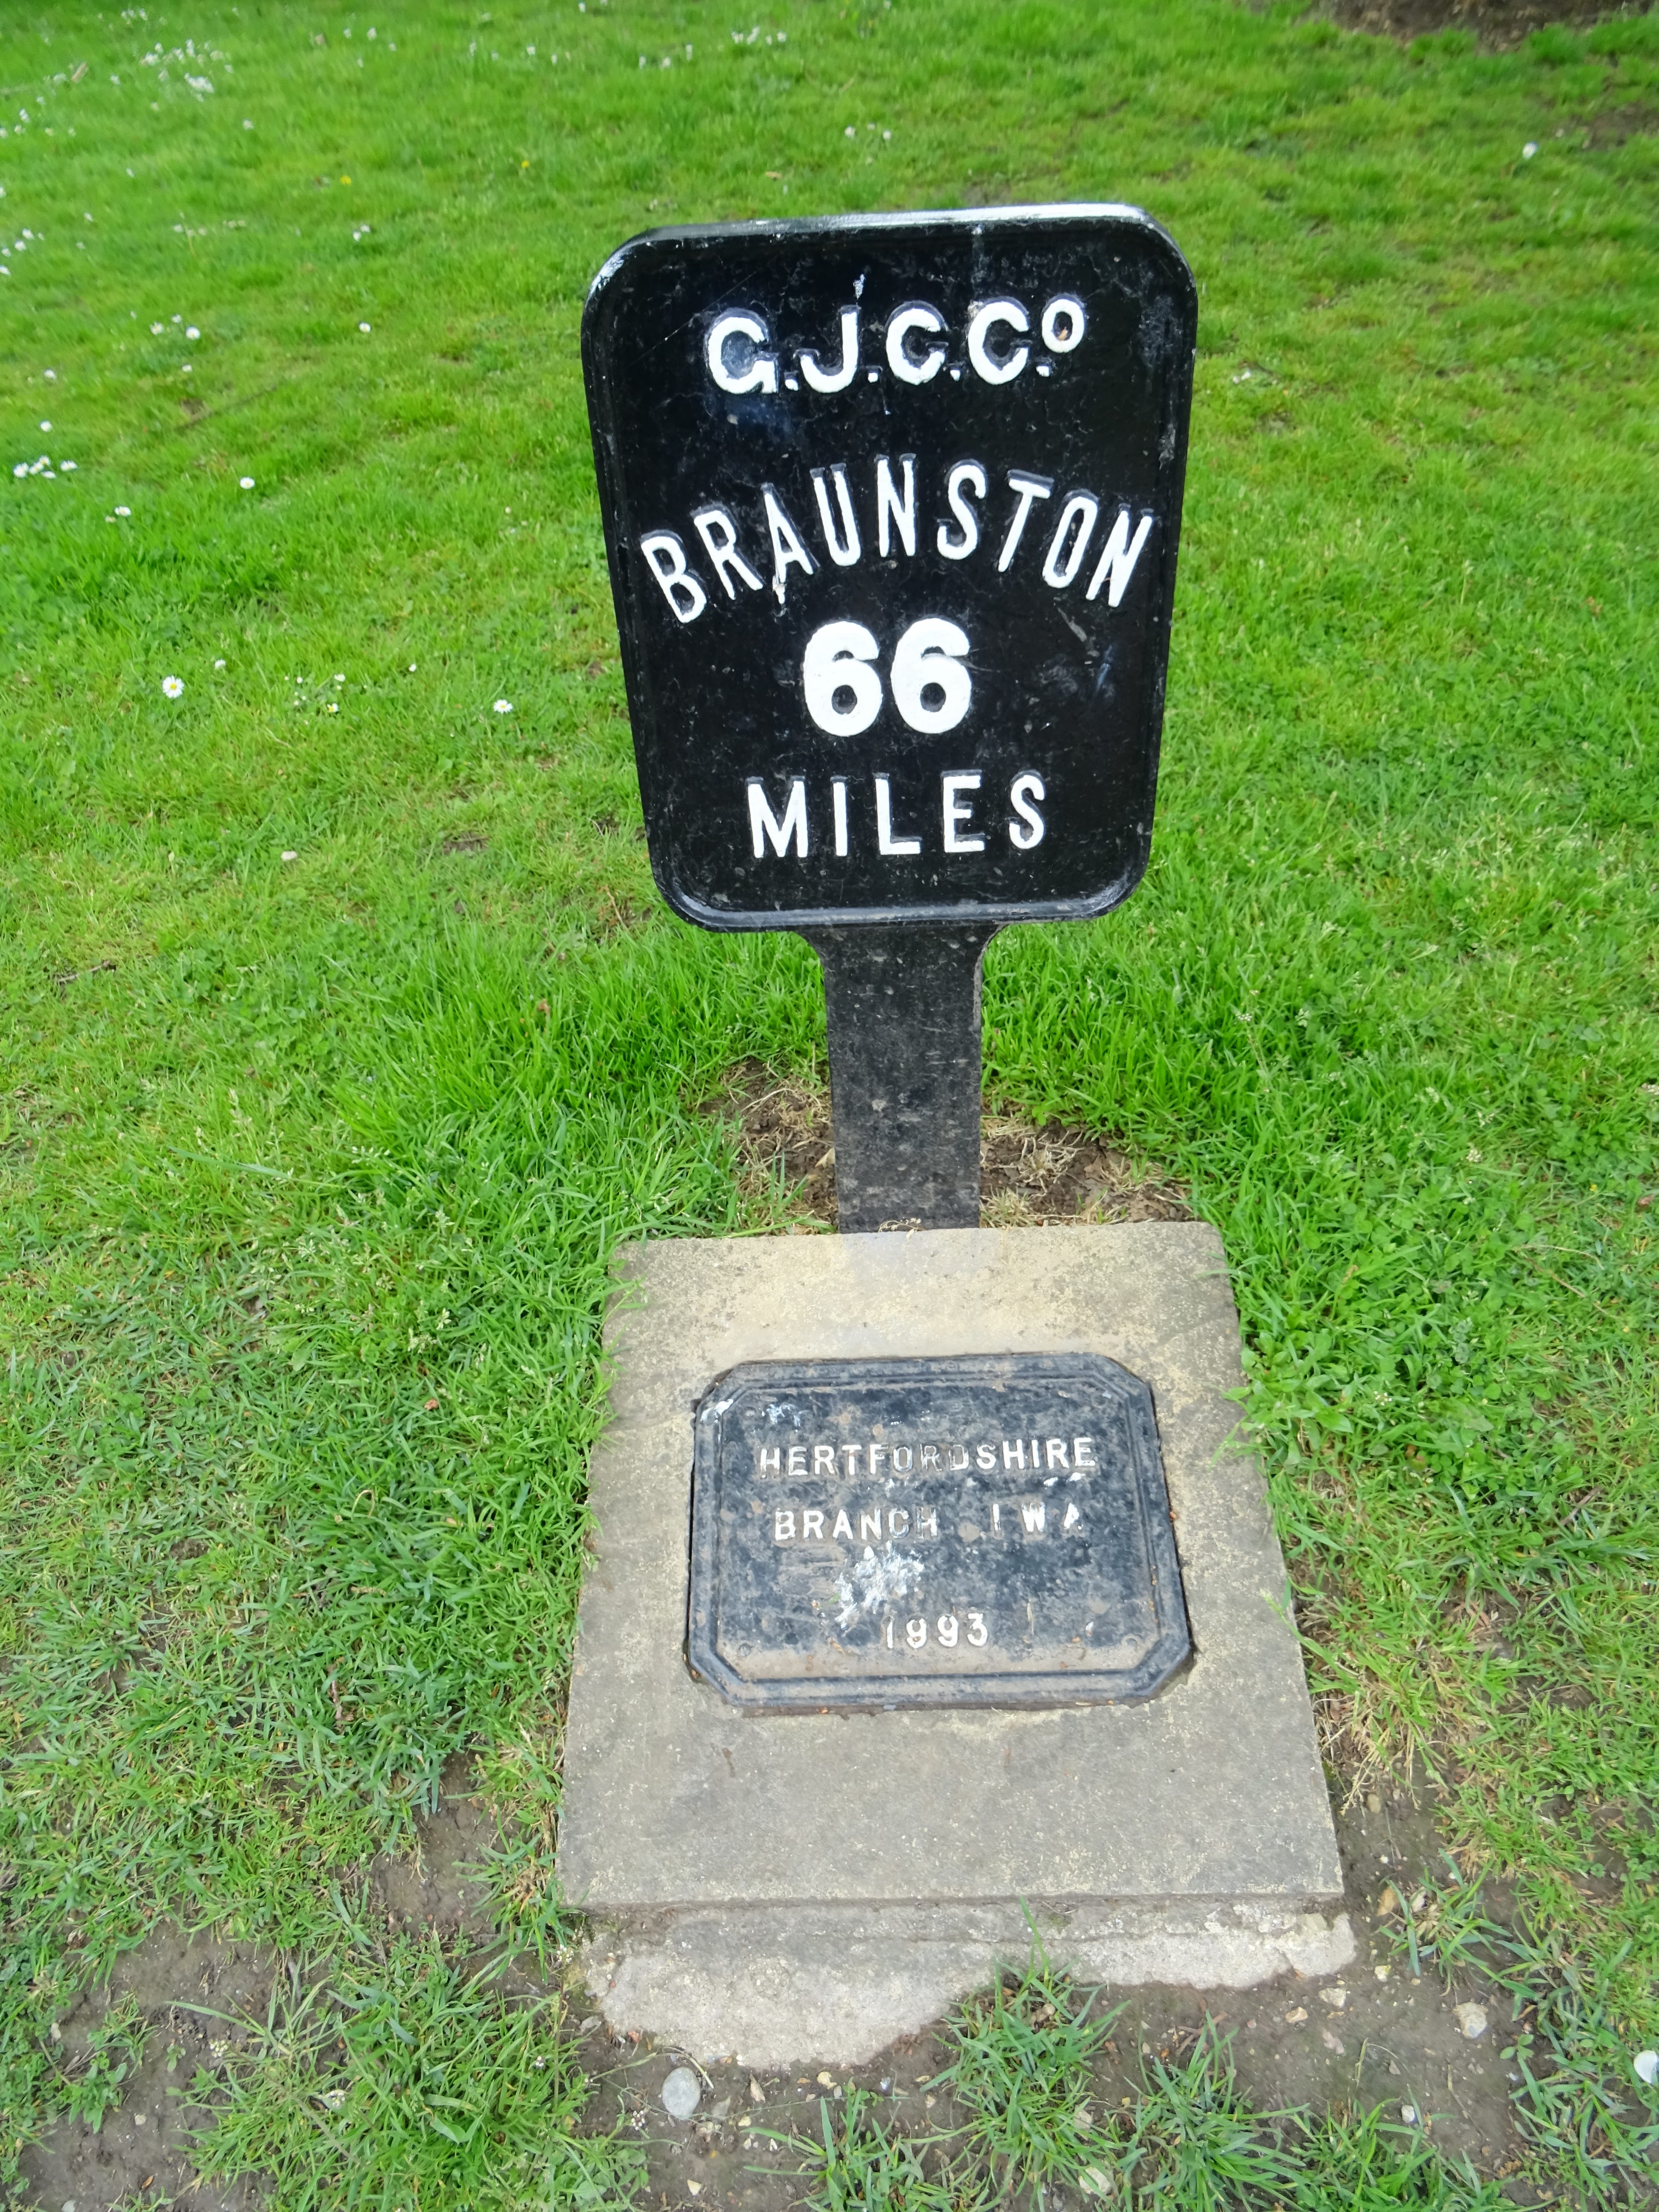 G.J.C.Cº
BRAUNSTON
66
MILES
HERTFORDSHIRE
BRANCH IWA
1993